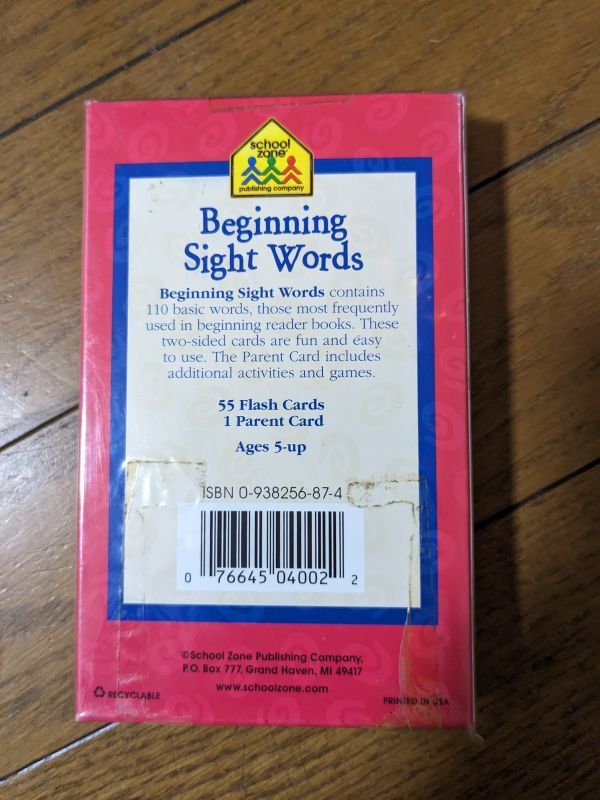 school
zone
publishing company
Beginning
Sight Words
Beginning Sight Words contains
110 basic words, those most frequently
used in beginning reader books. These
two-sided cards are fun and easy
to use. The Parent Card includes
additional activities and games.
55 Flash Cards
1 Parent Card
Ages 5-up
ISBN 0-938256-87-4
0 76645 04002 2
©School Zone Publishing Company,
P.O. Box 777, Grand Haven, MI 49417
www.schoolzone.com
RECYCLABLE
PRINTED IN USA